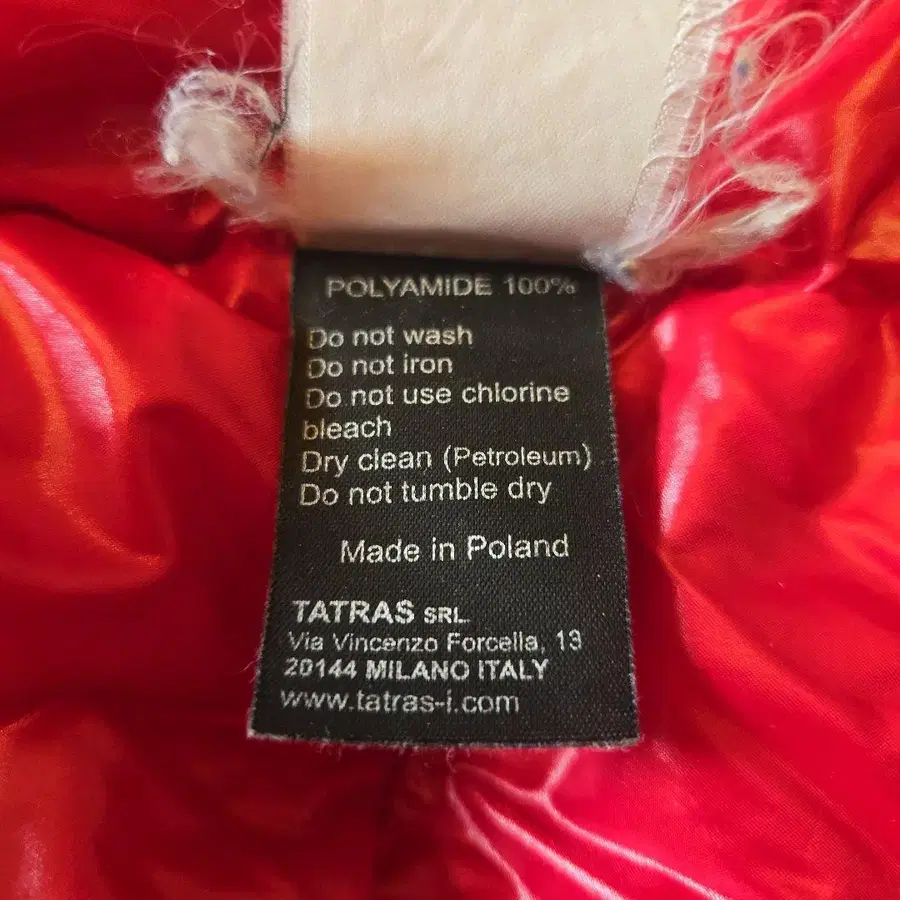 POLYAMIDE 100%
Do not wash
Do not iron
Do not use chlorine
bleach
Dry clean (Petroleum)
Do not tumble dry
Made in Poland
TATRAS SRL
Via Vincenzo Forcella, 13
20144 MILANO ITALY
www.tatras-i.com